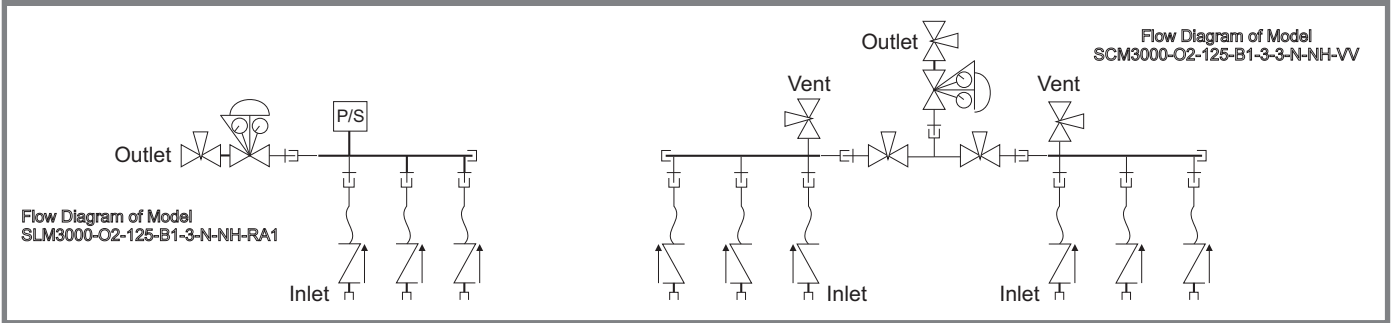 Outlet
P/S
Flow Diagram of Model
SLM3000-O2-125-B1-3-N-NH-RA1
Inlet
Outlet
Flow Diagram of Model
SCM3000-O2-125-B1-3-3-N-NH-VV
Vent
Vent
Inlet
Inlet